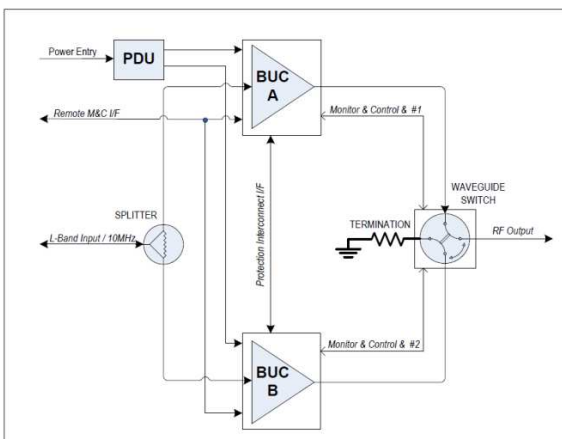 Power Entry
PDU
BUC
A
Remote M&C I/F
Monitor & Control & #1
WAVEGUIDE
SWITCH
SPLITTER
Protection Interconnect I/F
TERMINATION
RF Output
L-Band Input / 10MHz
Monitor & Control & #2
BUC
B